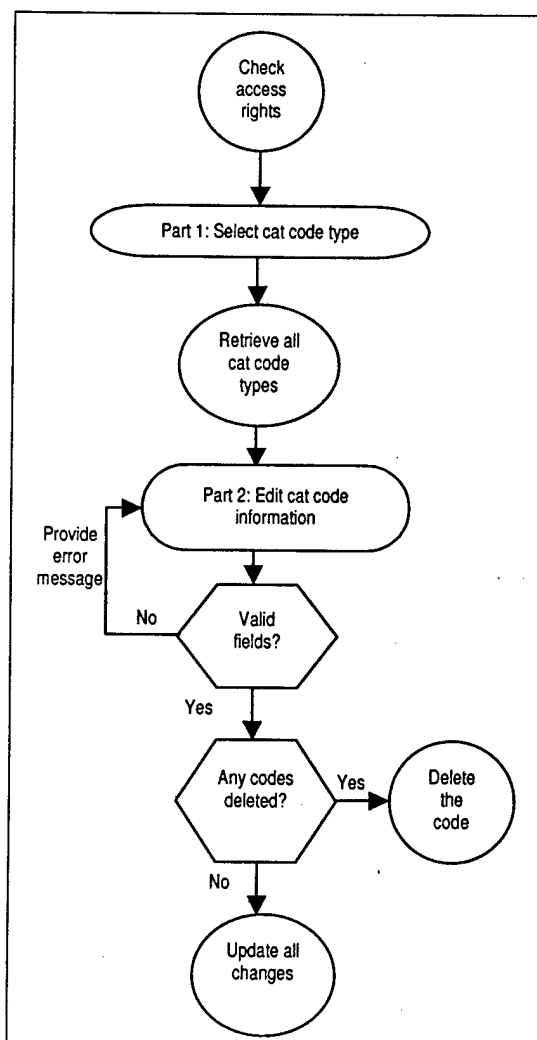 Check
access
rights
Part 1: Select cat code type
Retrieve all
cat code
types
Part 2: Edit cat code
information
Provide
error
message
No
Valid
fields?
Yes
Any codes
deleted?
Yes
Delete
the
code
No
Update all
changes